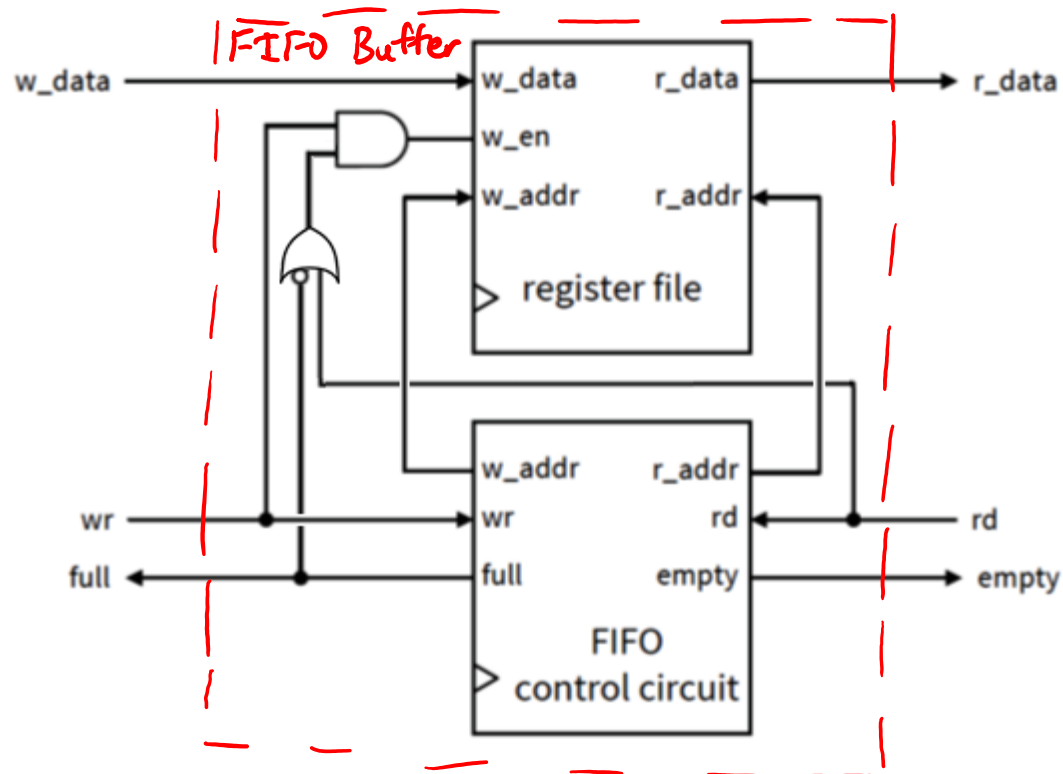 FIFO Buffer
w_data
w_data
r_data
r_data
w_en
w_addr
r_addr
register file
w_addr
r_addr
wr
wr
rd
rd
full
full
empty
empty
FIFO
control circuit